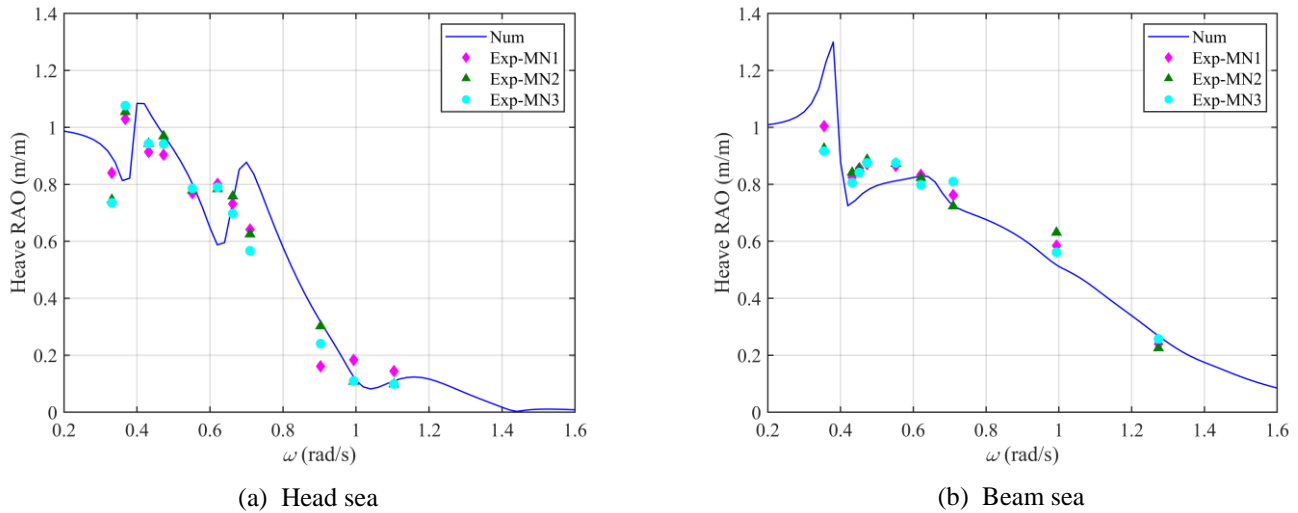 1.4
1.2
1
0.8
0.6
0.4
0.2
0
Heave RAO (m/m)
Num
Exp-MN1
Exp-MN2
Exp-MN3
0.2 0.4 0.6 0.8 1 1.2 1.4 1.6
ω (rad/s)
(a) Head sea
1.4
1.2
1
0.8
0.6
0.4
0.2
0
Heave RAO (m/m)
Num
Exp-MN1
Exp-MN2
Exp-MN3
0.2 0.4 0.6 0.8 1 1.2 1.4 1.6
ω (rad/s)
(b) Beam sea